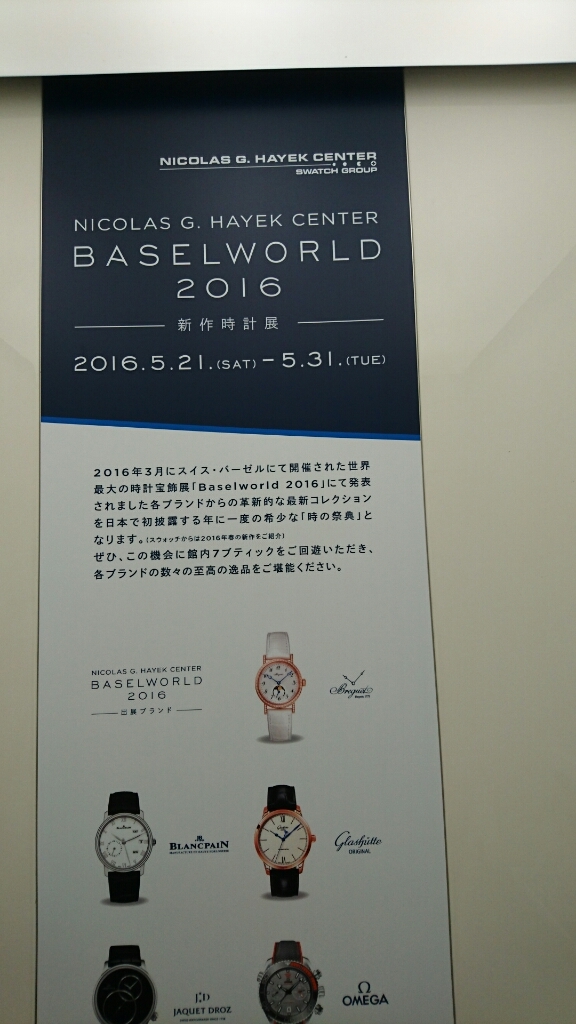 NICOLAS G. HAYEK CENTER
SWATCH GROUP
NICOLAS G. HAYEK CENTER
BASELWORLD
2016
新作時計展
2016.5.21.(SAT) – 5.31.(TUE)
2016年3月にスイス・バーゼルにて開催された世界
最大の時計宝飾展「Baselworld 2016」にて発表
されました各ブランドからの革新的な最新コレクション
を日本で初披露する年に一度の希少な「時の祭典」と
なります。(スウォッチからは2016年春の新作をご紹介)
ぜひ、この機会に館内7ブティックをご回遊いただき、
各ブランドの数々の至高の逸品をご堪能ください。
NICOLAS G. HAYEK CENTER
BASELWORLD
2016
出展ブランド
Breguet
BLANCPAIN
Glashütte
ORIGINAL
JD
JAQUET DROZ
Ω
OMEGA